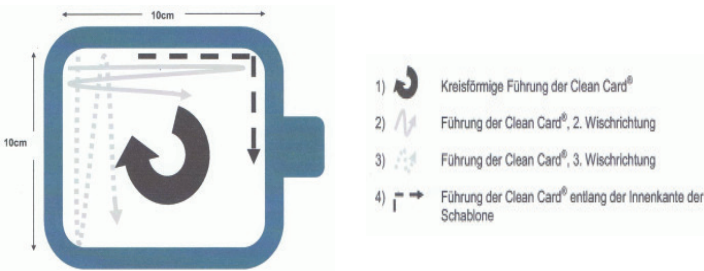 10cm
10cm
1) Kreisförmige Führung der Clean Card®
2) Führung der Clean Card®, 2. Wischrichtung
3) Führung der Clean Card®, 3. Wischrichtung
4) Führung der Clean Card® entlang der Innenkante der
Schablone